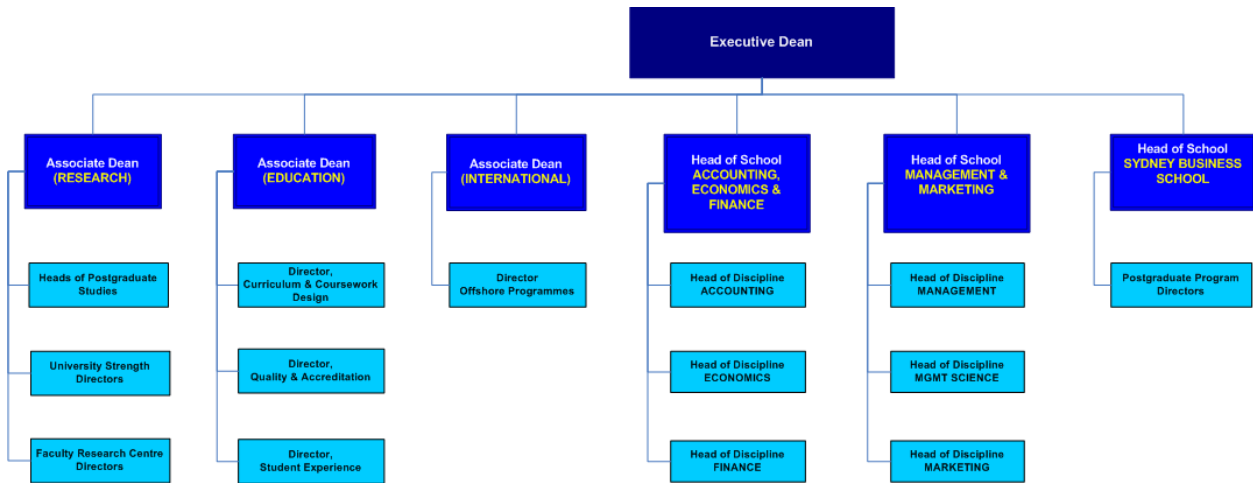 Executive Dean
Associate Dean
(RESEARCH)
Associate Dean
(EDUCATION)
Associate Dean
(INTERNATIONAL)
Head of School
ACCOUNTING,
ECONOMICS &
FINANCE
Head of School
MANAGEMENT &
MARKETING
Head of School
SYDNEY BUSINESS
SCHOOL
Heads of Postgraduate
Studies
Director,
Curriculum & Coursework
Design
Director
Offshore Programmes
Head of Discipline
ACCOUNTING
Head of Discipline
MANAGEMENT
Postgraduate Program
Directors
University Strength
Directors
Director,
Quality & Accreditation
Head of Discipline
ECONOMICS
Head of Discipline
MGMT SCIENCE
Faculty Research Centre
Directors
Director,
Student Experience
Head of Discipline
FINANCE
Head of Discipline
MARKETING